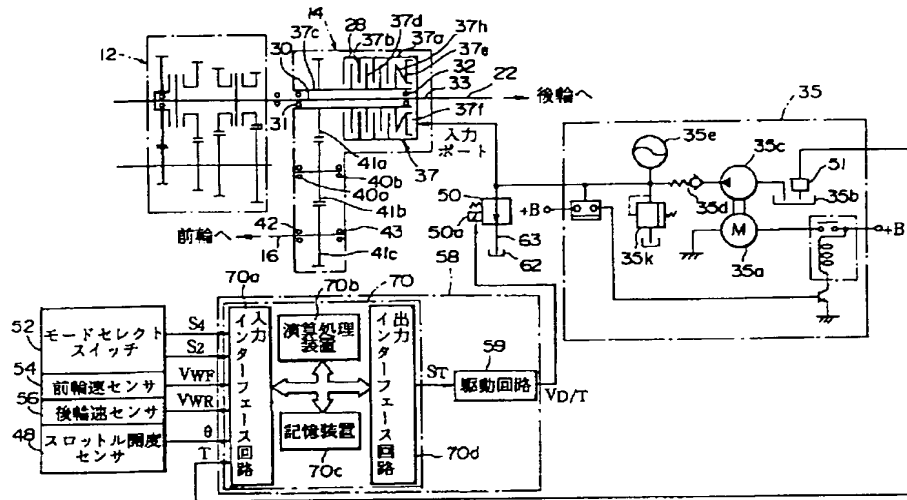 14
37c
28
37b
37d
37a
37h
37e
12
30
32
33
22
後輪へ
31
37f
入力
ポート
37
41a
40b
40a
41b
42
43
前輪へ
16
41c
35
35e
35c
51
35d
35b
50
50a
+B
63
62
35k
M
35a
+B
58
70a
70b
70
52
モードセレクト
スイッチ
S4
S2
54
前輪速センサ
VWF
56
後輪速センサ
VWR
48
スロットル開度
センサ
θ
T
入力インターフェース回路
演算処理
装置
記憶装置
70c
出力インターフェース回路
70d
ST
59
駆動回路
VD/T